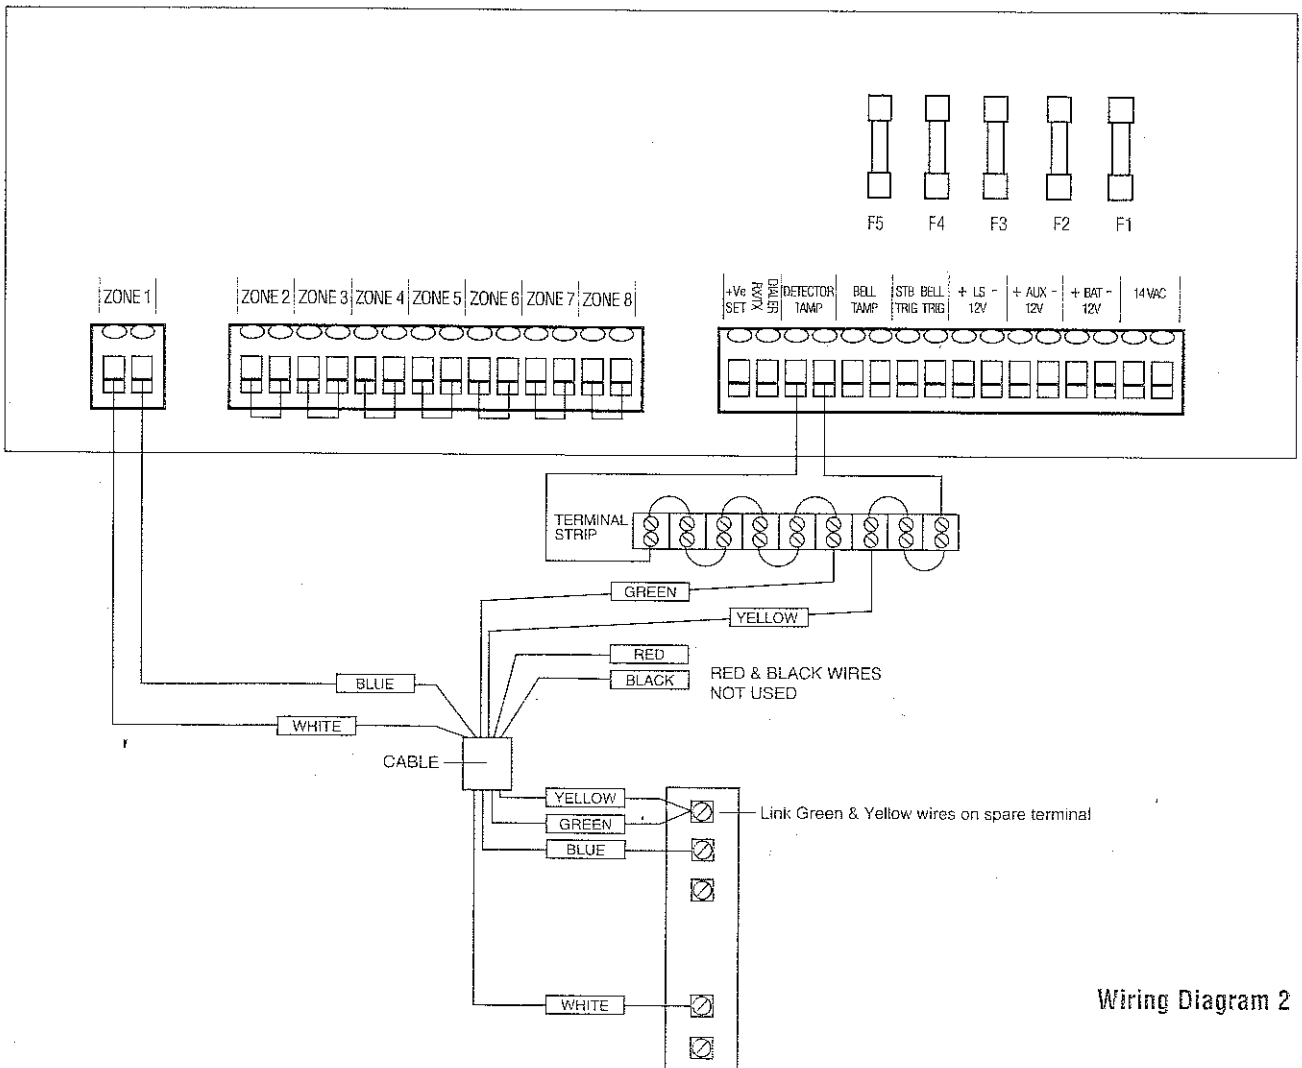 F5 F4 F3 F2 F1
ZONE 1 ZONE 2 ZONE 3 ZONE 4 ZONE 5 ZONE 6 ZONE 7 ZONE 8
+Ve SET
DIALER RX/TX
DETECTOR TAMP
BELL TAMP
STB TRIG
BELL TRIG
+ LS - 12V
+ AUX - 12V
+ BAT - 12V
14 VAC
TERMINAL
STRIP
GREEN
YELLOW
RED
BLACK
RED & BLACK WIRES
NOT USED
BLUE
WHITE
CABLE
YELLOW
Link Green & Yellow wires on spare terminal
GREEN
BLUE
WHITE
Wiring Diagram 2